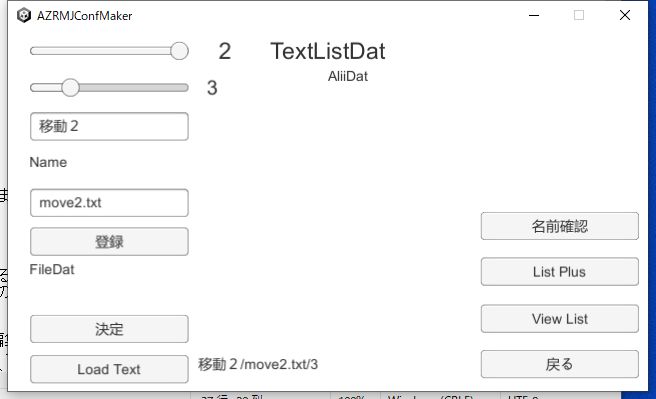 AZRMJConfMaker
2
TextListDat
AliiDat
3
移動２
Name
move2.txt
登録
FileDat
名前確認
List Plus
決定
View List
Load Text
移動２/move2.txt/3
戻る